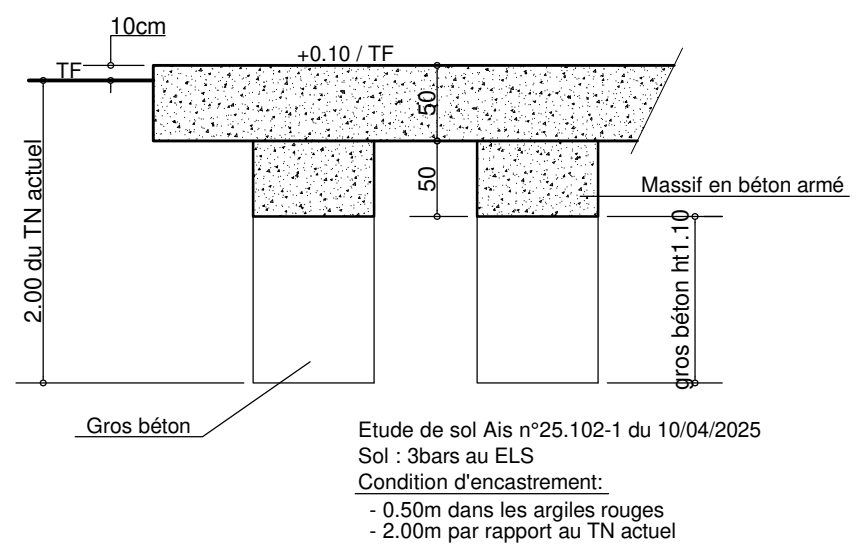 10cm
TF
+0.10 / TF
50
50
2.00 du TN actuel
Massif en béton armé
gros béton ht1.10
Gros béton
Etude de sol Ais n°25.102-1 du 10/04/2025
Sol : 3bars au ELS
Condition d'encastrement:
- 0.50m dans les argiles rouges
- 2.00m par rapport au TN actuel